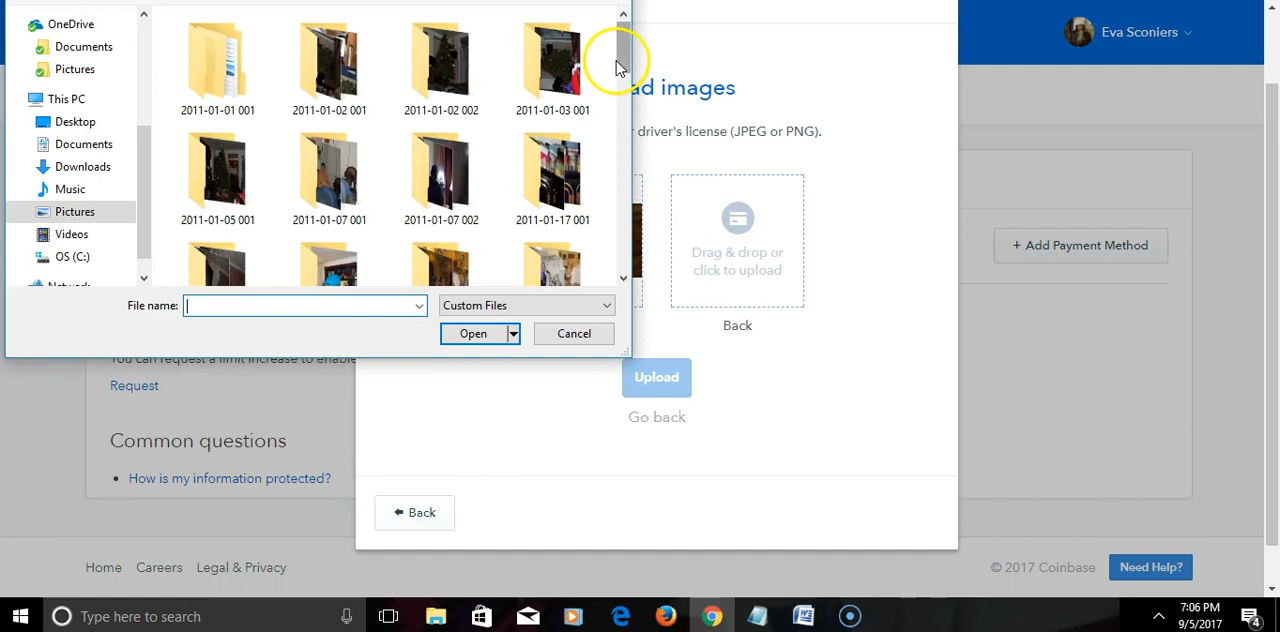 OneDrive
Documents
Pictures
This PC
Desktop
Documents
Downloads
Music
Pictures
Videos
OS (C:)
2011-01-01 001
2011-01-02 001
2011-01-02 002
2011-01-03 001
2011-01-05 001
2011-01-07 001
2011-01-07 002
2011-01-17 001
File name:
Custom Files
Open
Cancel
Eva Sconiers
ad images
driver's license (JPEG or PNG).
Drag & drop or
click to upload
Back
+ Add Payment Method
You can request a limit increase to enable
Request
Upload
Go back
Common questions
• How is my information protected?
Back
Home
Careers
Legal & Privacy
© 2017 Coinbase
Need Help?
Type here to search
7:06 PM
9/5/2017
4